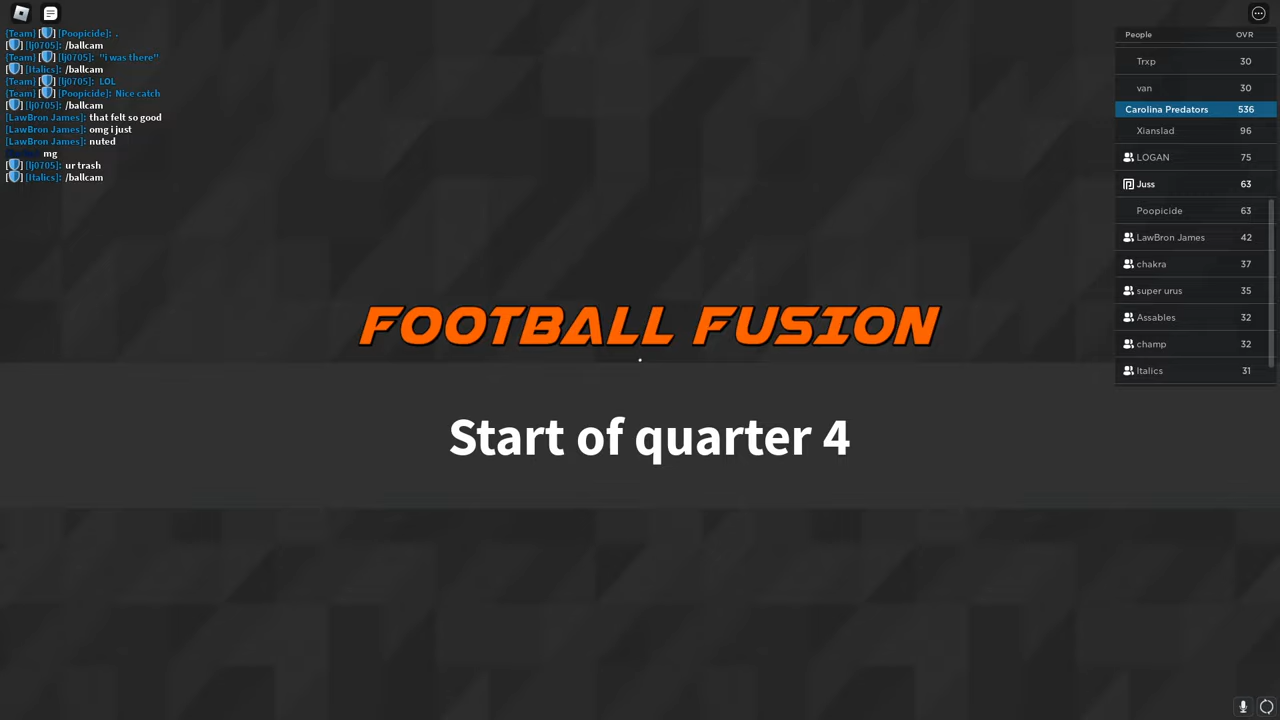 {Team} [🛡] [Poopicide]: .
[🛡] [lj0705]: /ballcam
{Team} [🛡] [lj0705]: "i was there"
[🛡] [Italics]: /ballcam
{Team} [🛡] [lj0705]: LOL
{Team} [🛡] [Poopicide]: Nice catch
[🛡] [lj0705]: /ballcam
[LawBron James]: that felt so good
[LawBron James]: omg i just
[LawBron James]: nuted
mg
[🛡] [lj0705]: ur trash
[🛡] [Italics]: /ballcam
FOOTBALL FUSION
Start of quarter 4
People OVR
Trxp 30
van 30
Carolina Predators 536
Xianslad 96
LOGAN 75
Juss 63
Poopicide 63
LawBron James 42
chakra 37
super urus 35
Assables 32
champ 32
Italics 31